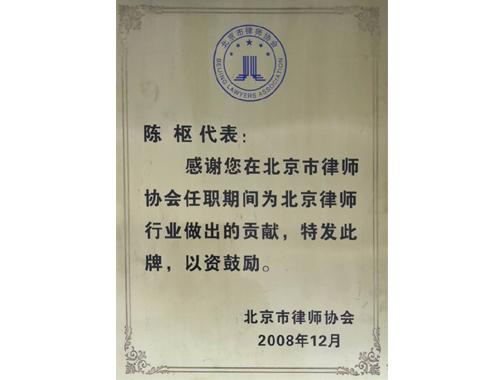 北京市律师协会
BEIJING LAWYERS ASSOCIATION
陈 枢 代表：
感谢您在北京市律师
协会任职期间为北京律师
行业做出的贡献，特发此
牌，以资鼓励。
北京市律师协会
2008年12月